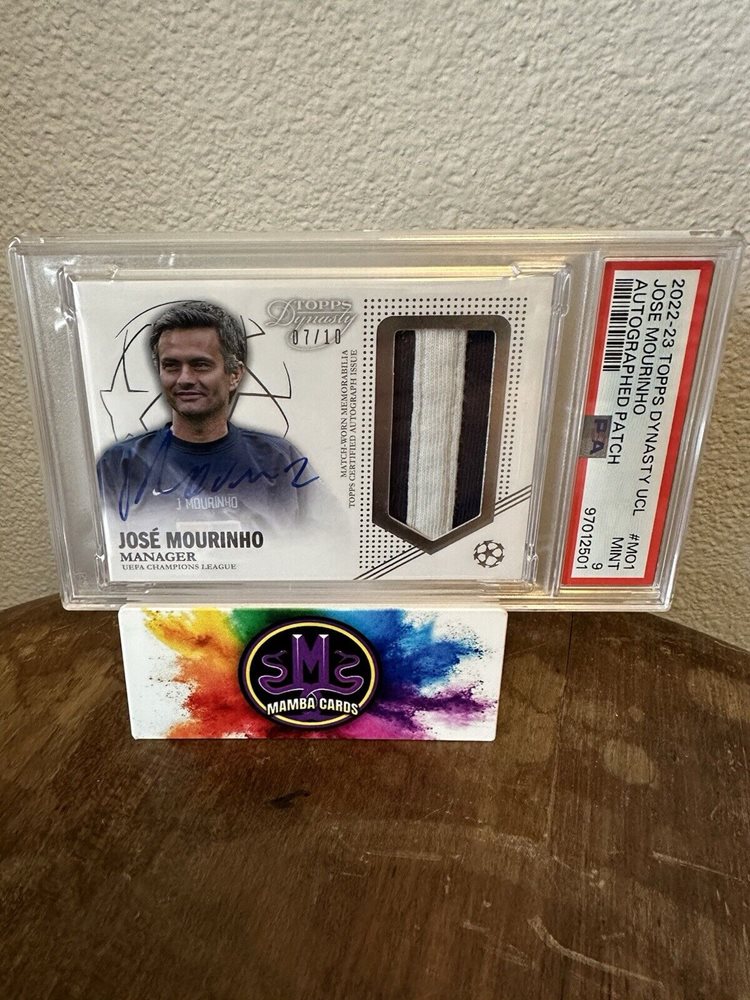 TOPPS
Dynasty
07/10
MATCH-WORN MEMORABILIA
TOPPS CERTIFIED AUTOGRAPH ISSUE
J MOURINHO
JOSÉ MOURINHO
MANAGER
UEFA CHAMPIONS LEAGUE
2022-23 TOPPS DYNASTY UCL #MO1
JOSE MOURINHO MINT
AUTOGRAPHED PATCH 9
PSA
97012501
M
MAMBA CARDS